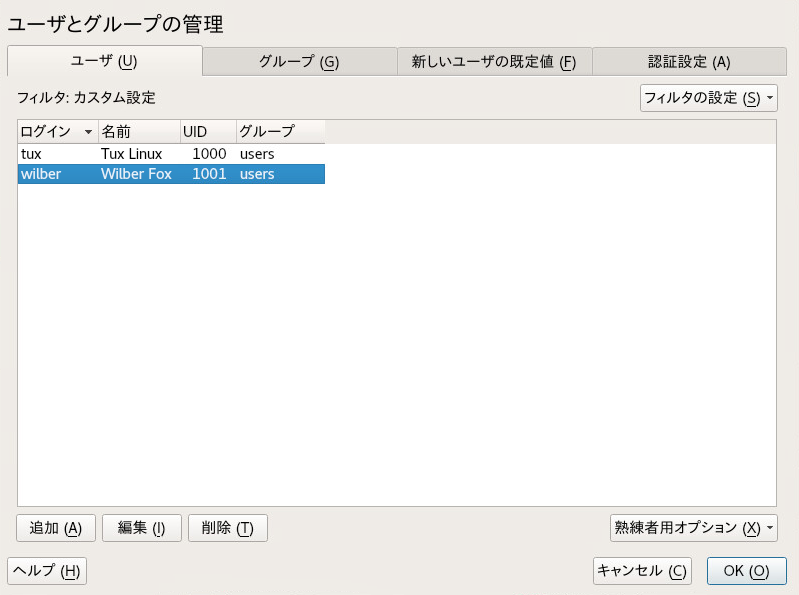 ユーザとグループの管理
ユーザ (U) グループ (G) 新しいユーザの既定値 (F) 認証設定 (A)
フィルタ: カスタム設定 フィルタの設定 (S)
ログイン 名前 UID グループ
tux Tux Linux 1000 users
wilber Wilber Fox 1001 users
追加 (A) 編集 (I) 削除 (T) 熟練者用オプション (X)
ヘルプ (H) キャンセル (C) OK (O)